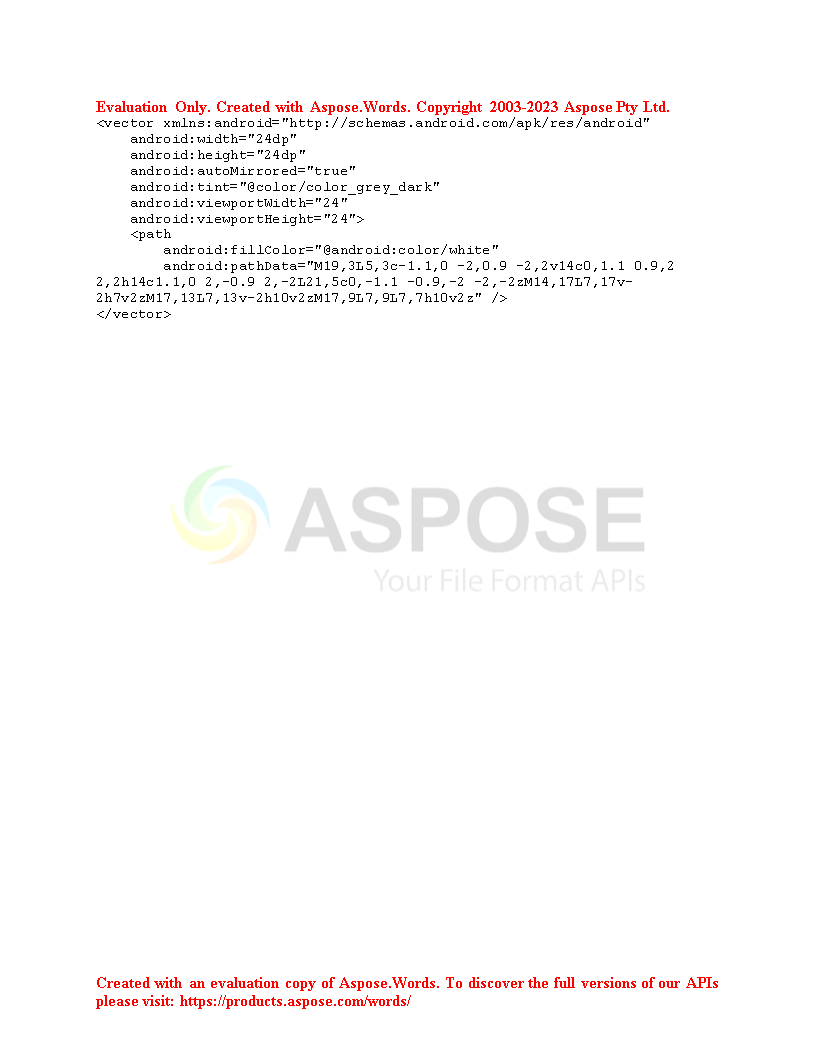 Evaluation Only. Created with Aspose.Words. Copyright 2003-2023 Aspose Pty Ltd.
<vector xmlns:android="http://schemas.android.com/apk/res/android"
    android:width="24dp"
    android:height="24dp"
    android:autoMirrored="true"
    android:tint="@color/color_grey_dark"
    android:viewportWidth="24"
    android:viewportHeight="24">
    <path
        android:fillColor="@android:color/white"
        android:pathData="M19,3L5,3c-1.1,0 -2,0.9 -2,2v14c0,1.1 0.9,2
2,2h14c1.1,0 2,-0.9 2,-2L21,5c0,-1.1 -0.9,-2 -2,-2zM14,17L7,17v-
2h7v2zM17,13L7,13v-2h10v2zM17,9L7,9L7,7h10v2z" />
</vector>
ASPOSE
Your File Format APIs
Created with an evaluation copy of Aspose.Words. To discover the full versions of our APIs
please visit: https://products.aspose.com/words/